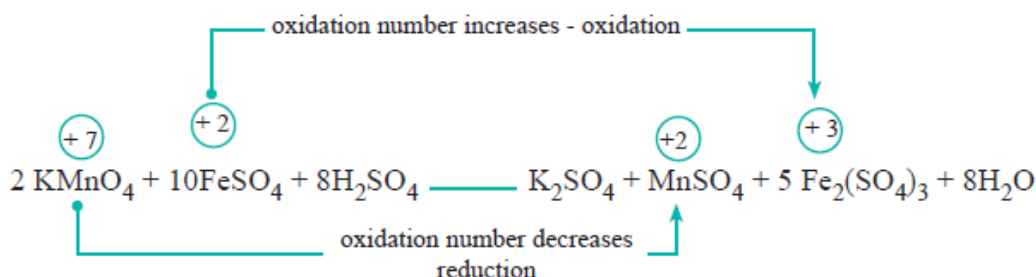 oxidation number increases - oxidation
+ 2
+ 3
+ 7
+2
2 KMnO₄ + 10FeSO₄ + 8H₂SO₄ K₂SO₄ + MnSO₄ + 5 Fe₂(SO₄)₃ + 8H₂O
oxidation number decreases
reduction